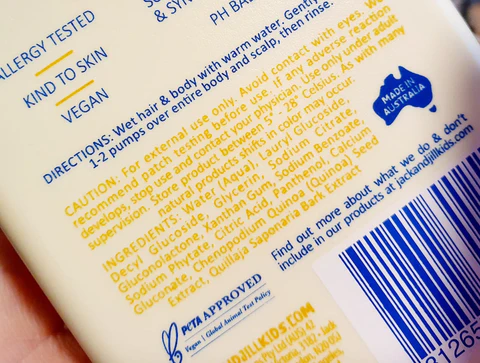 & SYN
PH BA
ALLERGY TESTED
KIND TO SKIN
VEGAN
DIRECTIONS: Wet hair & body with warm water. Gently
1-2 pumps over entire body and scalp, then rinse.
CAUTION: For external use only. Avoid contact with eyes. We
recommend patch testing before use. If any adverse reaction
develops, stop use and contact your physician. Use only under adult
supervision. Store product between 5° - 28° Celsius. As with many
natural products shifts in color may occur.
INGREDIENTS: Water (Aqua), Lauryl Glucoside,
Decyl Glucoside, Glycerin, Sodium Citrate,
Gluconolactone, Xanthan Gum, Sodium Benzoate,
Sodium Phytate, Citric Acid, Panthenol, Calcium
Gluconate, Chenopodium Quinoa (Quinoa) Seed
Extract, Quillaja Saponaria Bark Extract
MADE IN
AUSTRALIA
Find out more about what we do & don't
include in our products at jackandjillkids.com
PETA APPROVED
Vegan | Global Animal Test Policy
NDJILLKIDS.COM